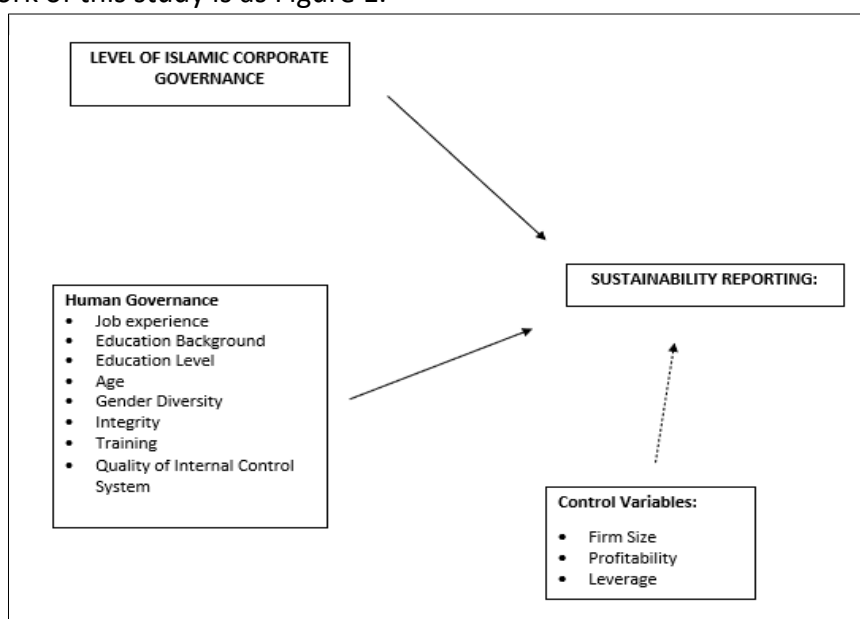 work of this study is as Figure 1.
LEVEL OF ISLAMIC CORPORATE
GOVERNANCE
SUSTAINABILITY REPORTING:
Human Governance
• Job experience
• Education Background
• Education Level
• Age
• Gender Diversity
• Integrity
• Training
• Quality of Internal Control
System
Control Variables:
• Firm Size
• Profitability
• Leverage